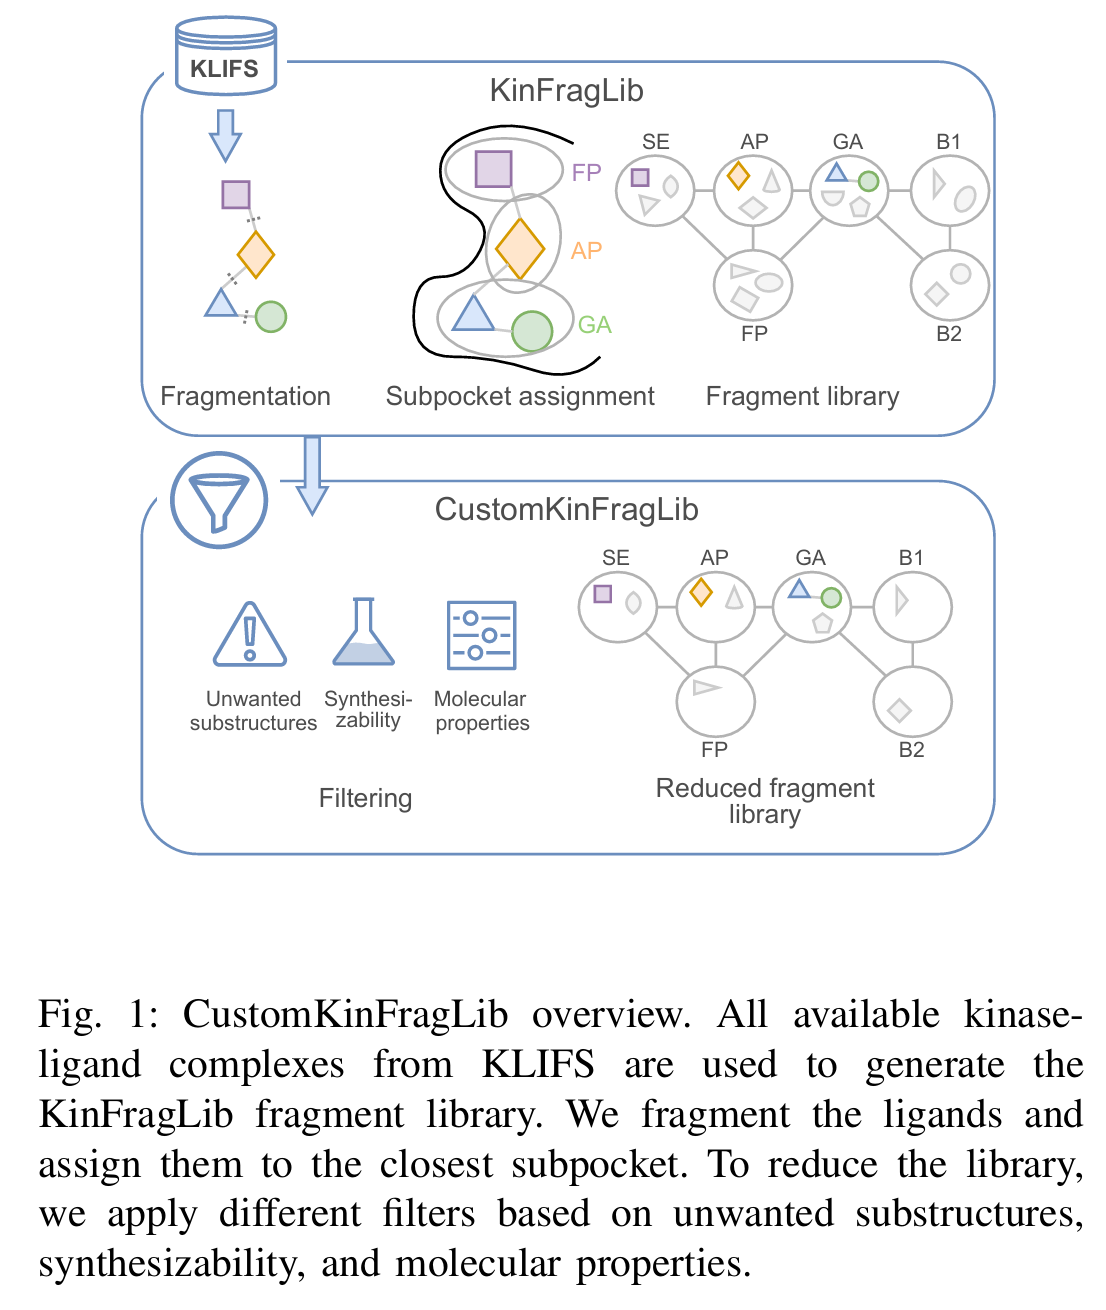 KLIFS
KinFragLib
FP
AP
GA
SE
AP
GA
B1
FP
B2
Fragmentation
Subpocket assignment
Fragment library
CustomKinFragLib
Unwanted
substructures
Synthesi-
zability
Molecular
properties
Filtering
SE
AP
GA
B1
FP
B2
Reduced fragment
library
Fig. 1: CustomKinFragLib overview. All available kinase-
ligand complexes from KLIFS are used to generate the
KinFragLib fragment library. We fragment the ligands and
assign them to the closest subpocket. To reduce the library,
we apply different filters based on unwanted substructures,
synthesizability, and molecular properties.